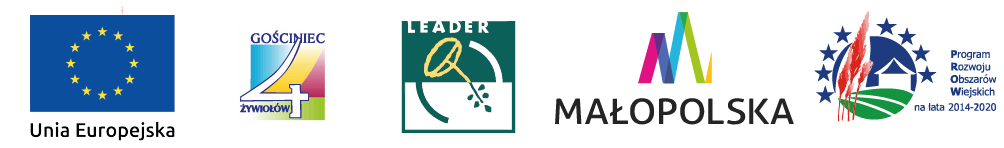 Unia Europejska
GOŚCINIEC
4
ŻYWIOŁÓW
LEADER
MAŁOPOLSKA
Program
Rozwoju
Obszarów
Wiejskich
na lata 2014-2020